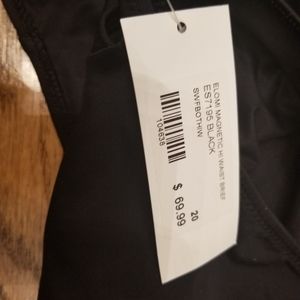 ELOMI MAGNETIC HI WAIST BRIEF
ES7195 BLACK
SWFBOTHW
104636
20
$ 69.99